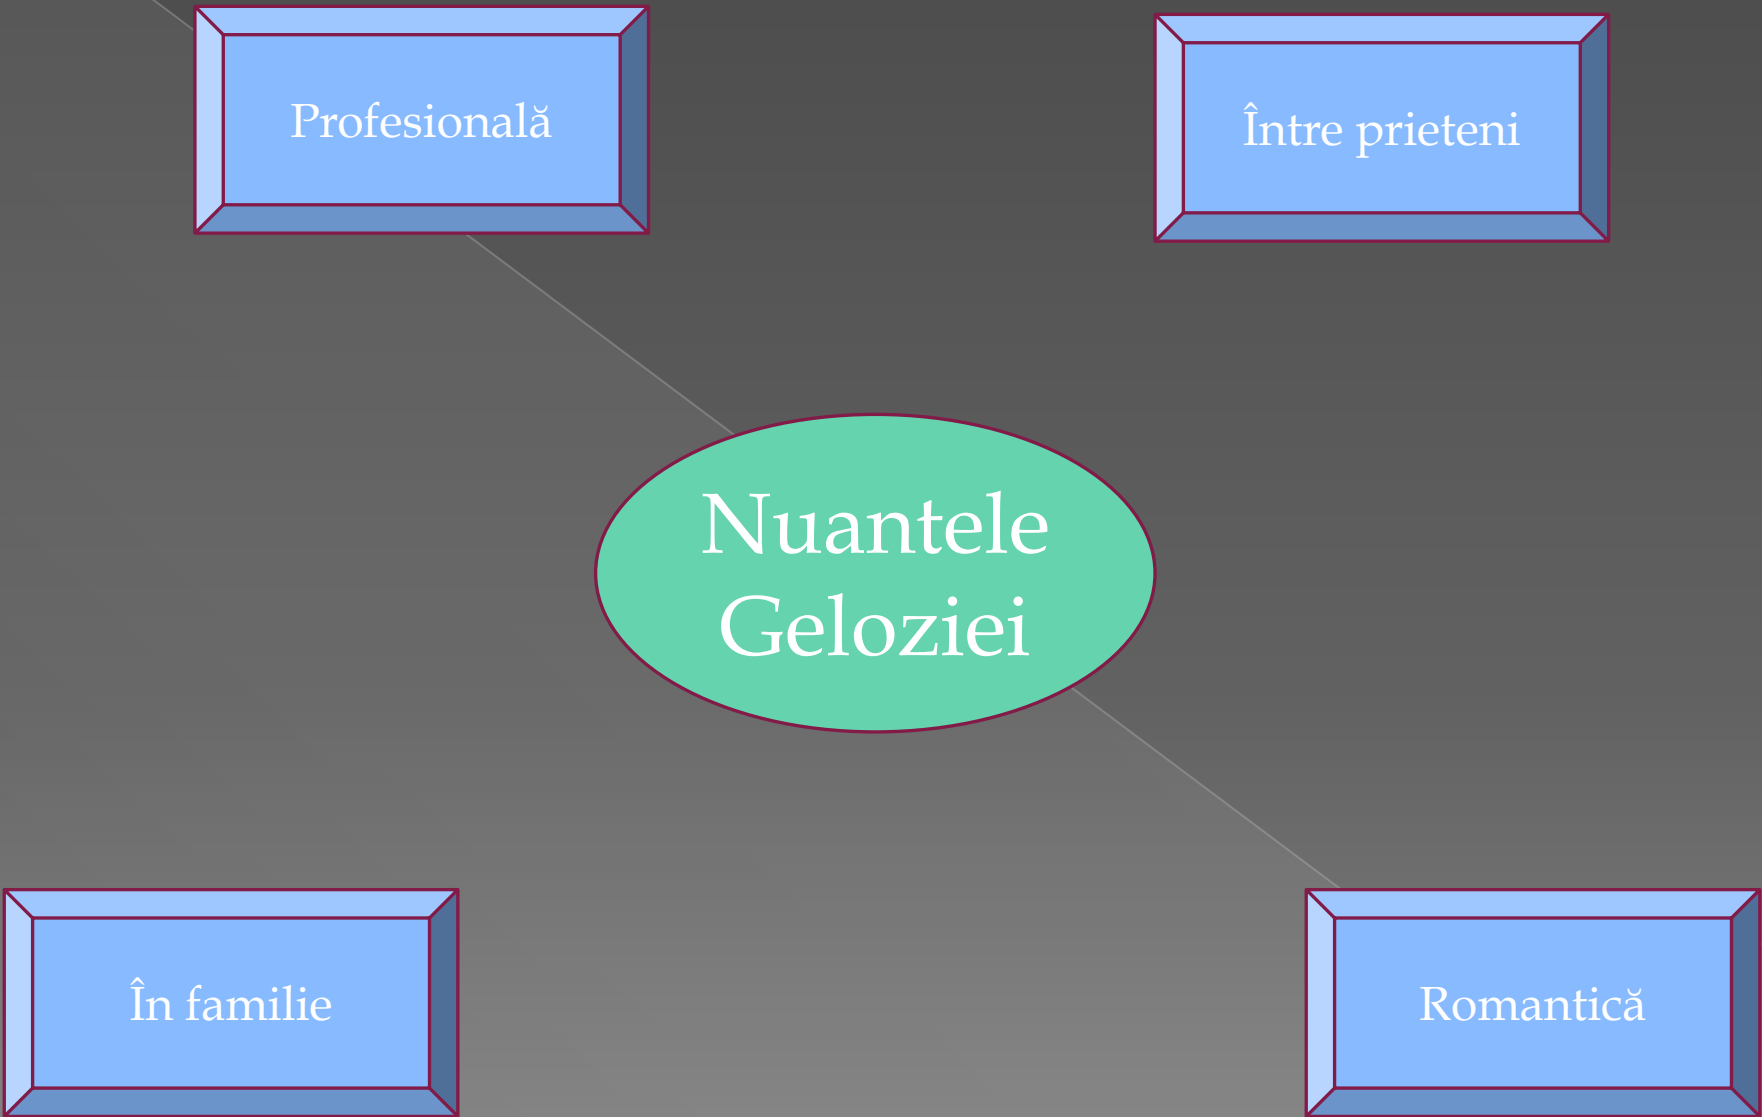 Profesională
Între prieteni
Nuantele
Geloziei
În familie
Romantică